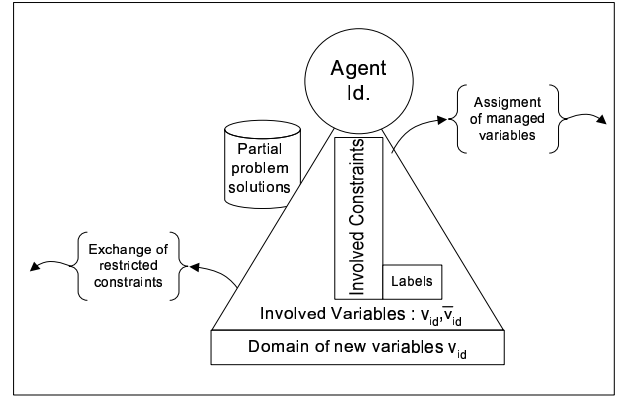 Agent
Id.
Assigment
of managed
variables
Partial
problem
solutions
Involved Constraints
Exchange of
restricted
constraints
Labels
Involved Variables : v_id, v̅_id
Domain of new variables v_id